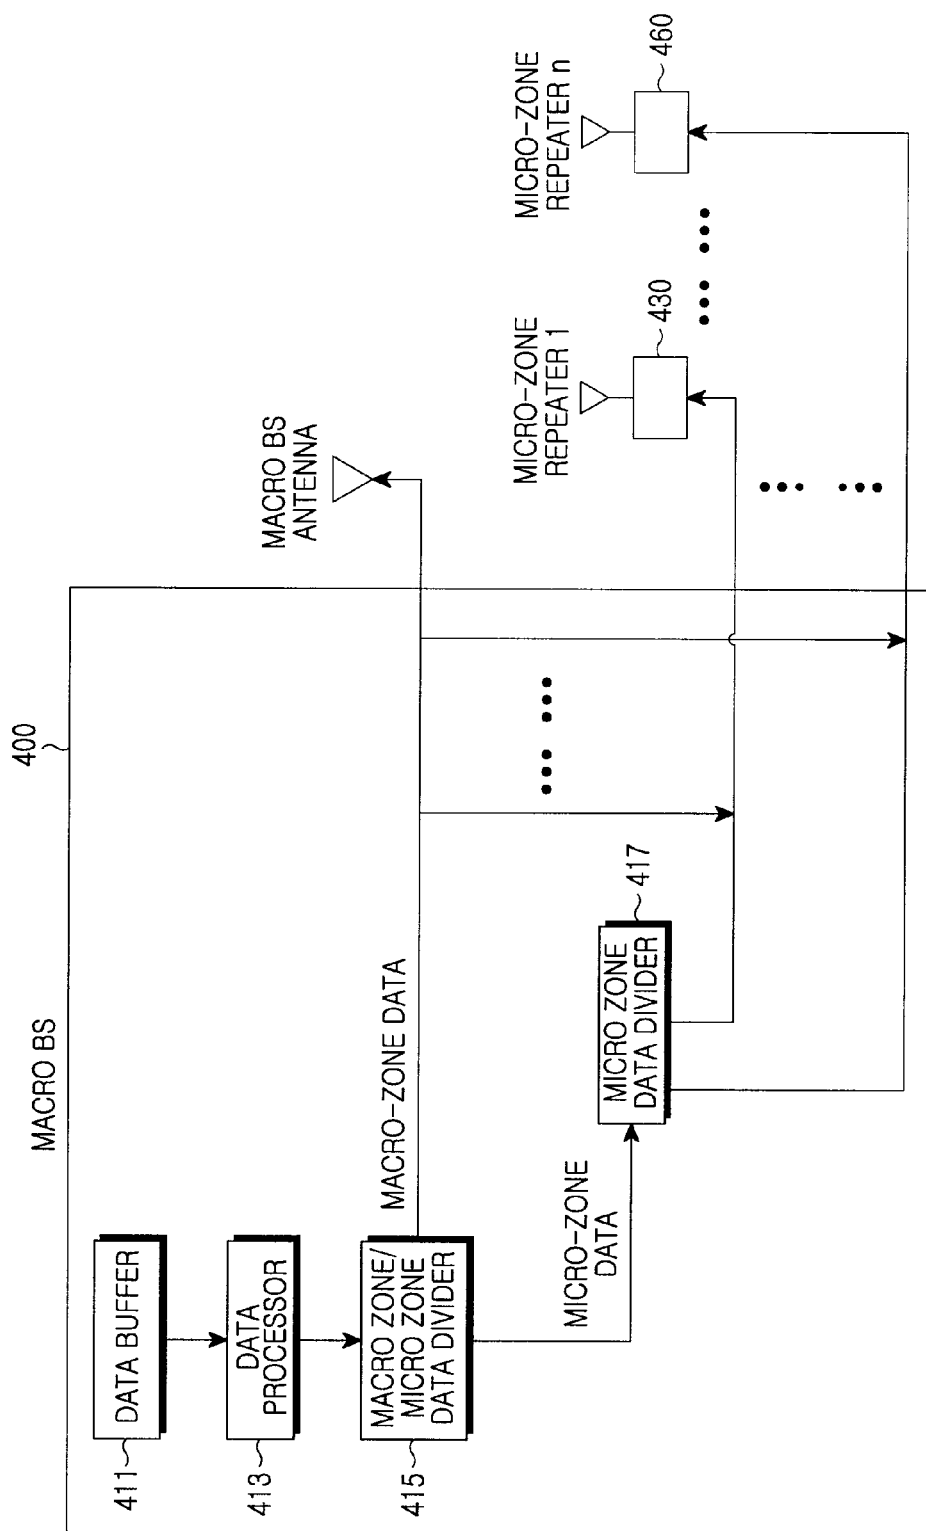 MACRO BS
400
411
DATA BUFFER
413
DATA
PROCESSOR
415
MACRO ZONE/
MICRO ZONE
DATA DIVIDER
MACRO-ZONE DATA
MACRO BS
ANTENNA
MICRO-ZONE
DATA
MICRO ZONE
DATA DIVIDER
417
MICRO-ZONE
REPEATER 1
430
MICRO-ZONE
REPEATER n
460